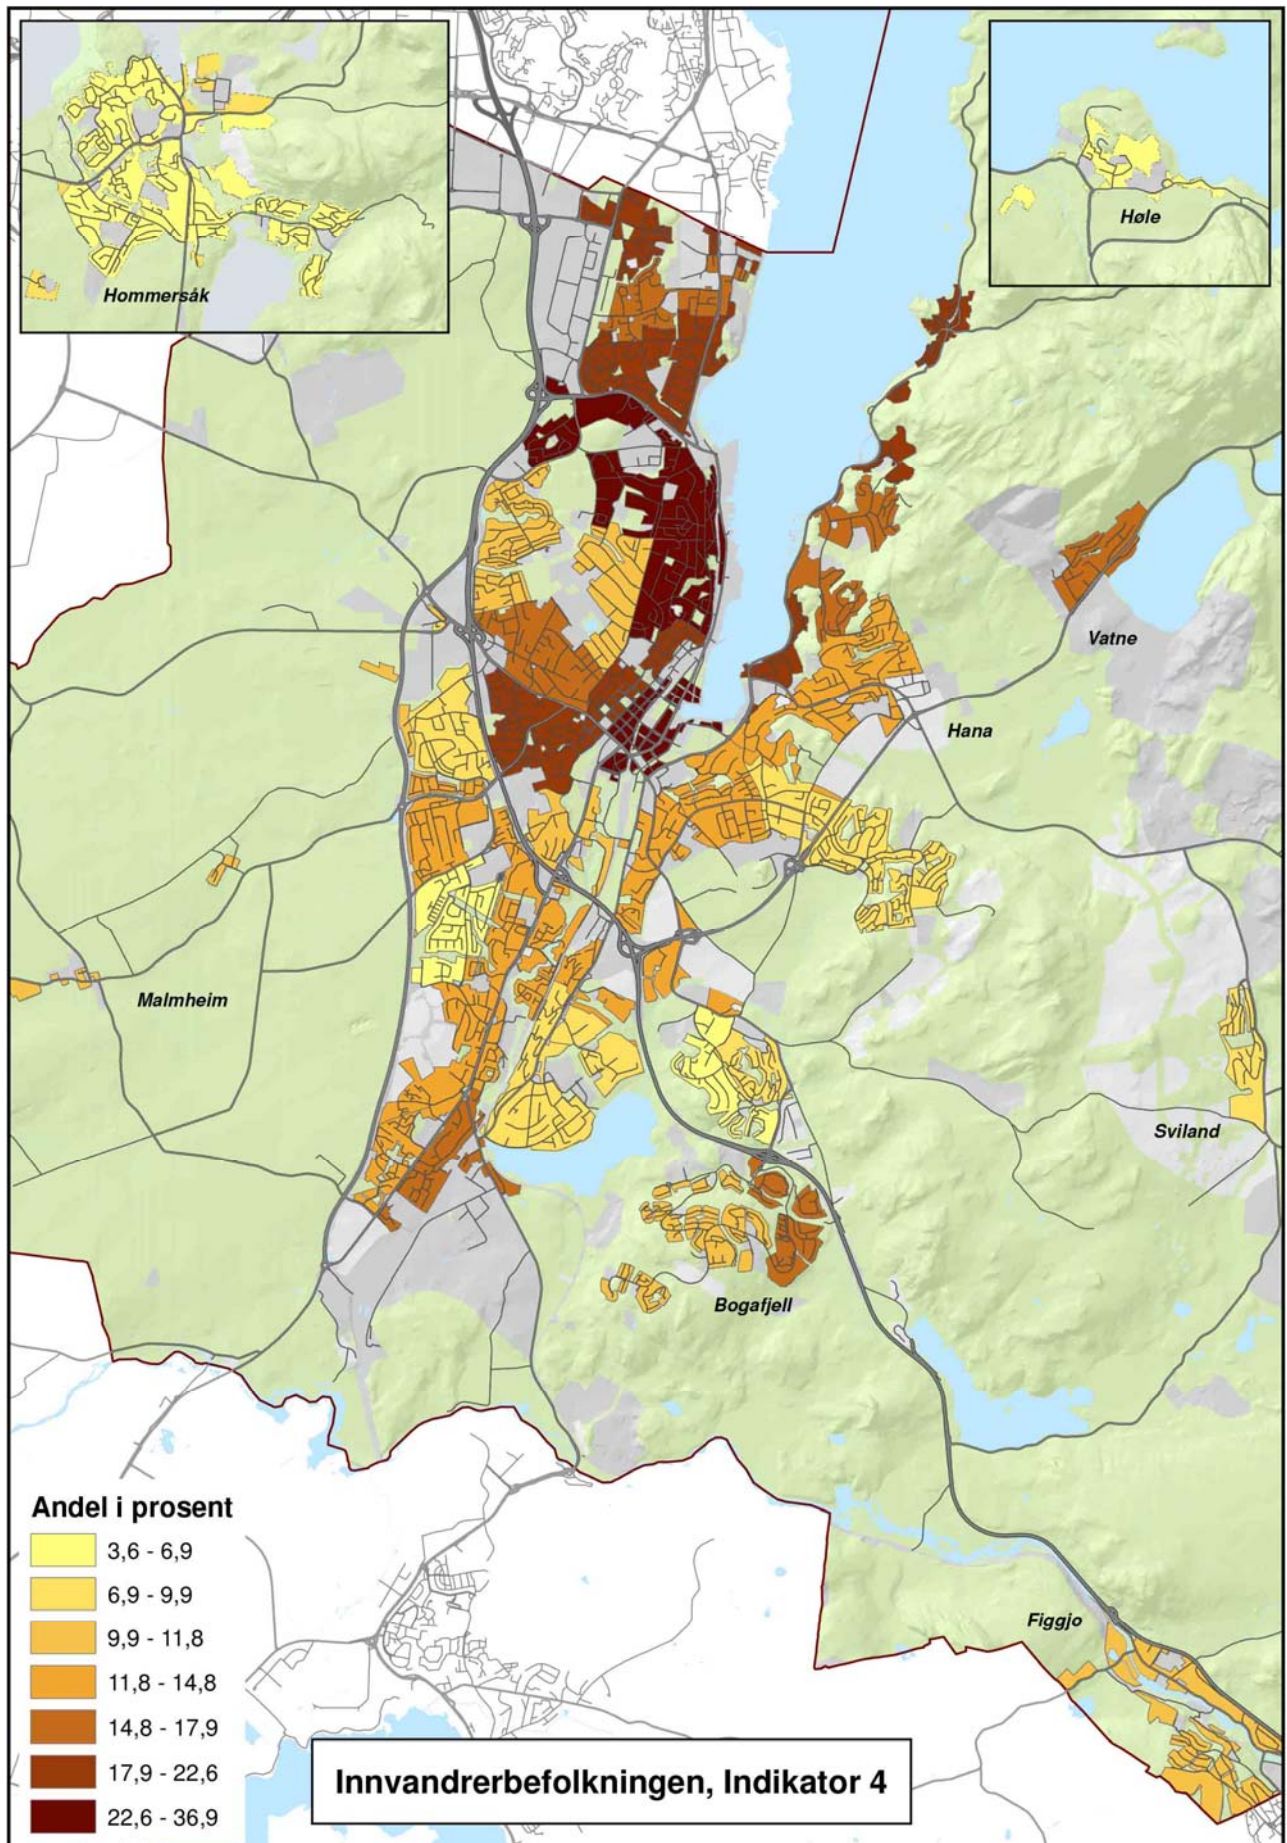 Hommersåk
Høle
Vatne
Hana
Malmheim
Sviland
Bogafjell
Figgjo
Andel i prosent
3,6 - 6,9
6,9 - 9,9
9,9 - 11,8
11,8 - 14,8
14,8 - 17,9
17,9 - 22,6
22,6 - 36,9
Innvandrerbefolkningen, Indikator 4